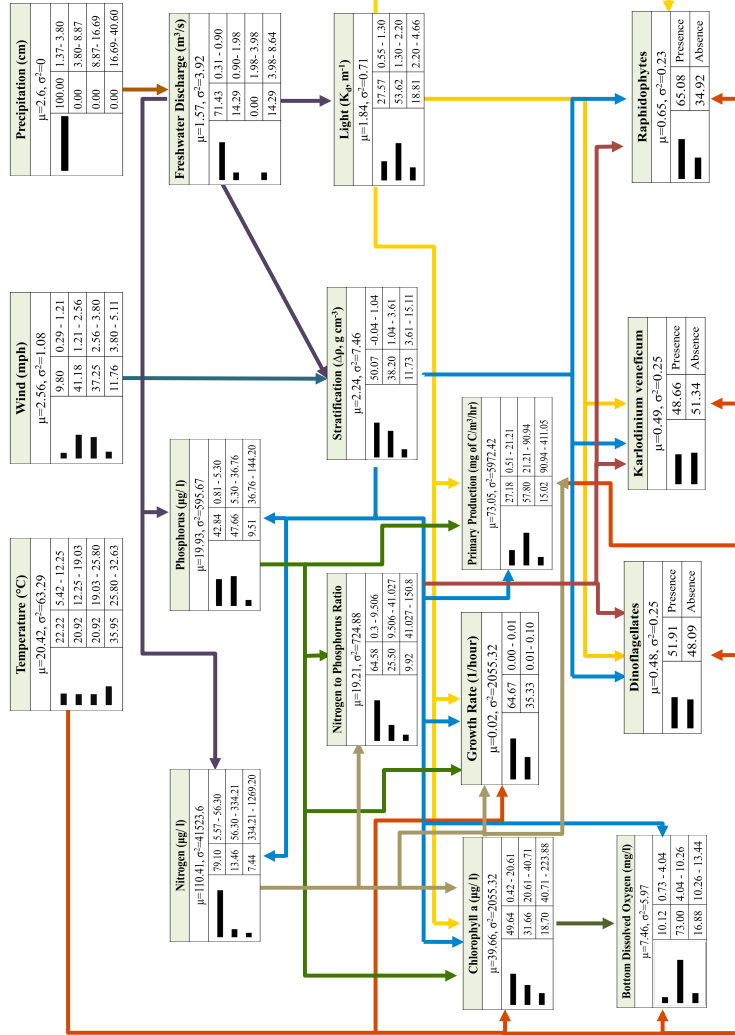 Temperature (°C)
μ=20.42, σ²=63.29
22.22 5.42 - 12.25
20.92 12.25 - 19.03
20.92 19.03 - 25.80
35.95 25.80 - 32.63
Wind (mph)
μ=2.56, σ²=1.08
9.80 0.29 - 1.21
41.18 1.21 - 2.56
37.25 2.56 - 3.80
11.76 3.80 - 5.11
Precipitation (cm)
μ=2.6, σ²=0
100.00 1.37- 3.80
0.00 3.80- 8.87
0.00 8.87- 16.69
0.00 16.69- 40.60
Nitrogen (μg/ l)
μ=110.41, σ²=41523.6
79.10 5.57 - 56.30
13.46 56.30 - 334.21
7.44 334.21 - 1269.20
Phosphorus (μg/ l)
μ=19.93, σ²=595.67
42.84 0.81 - 5.30
47.66 5.30 - 36.76
9.51 36.76 - 144.20
Freshwater Discharge (m³/s)
μ=1.57, σ²=3.92
71.43 0.31 - 0.90
14.29 0.90- 1.98
0.00 1.98- 3.98
14.29 3.98- 8.64
Nitrogen to Phosphorus Ratio
μ=19.21, σ²=724.88
64.58 0.3 - 9.506
25.50 9.506 - 41.027
9.92 41.027 - 150.8
Stratification (Δρ, g cm⁻³)
μ=2.24, σ²=7.46
50.07 -0.04 - 1.04
38.20 1.04 - 3.61
11.73 3.61 - 15.11
Light (Kd, m⁻¹)
μ=1.84, σ²=0.71
27.57 0.55 - 1.30
53.62 1.30 - 2.20
18.81 2.20 - 4.66
Chlorophyll a (μg/ l)
μ=39.66, σ²=2055.32
49.64 0.42 - 20.61
31.66 20.61 - 40.71
18.70 40.71 - 223.88
Growth Rate (1/hour)
μ=0.02, σ²=2055.32
64.67 0.00 - 0.01
35.33 0.01 - 0.10
Primary Production (mg of C/m³/hr)
μ=73.05, σ²=5972.42
27.18 0.51 - 21.21
57.80 21.21 - 90.94
15.02 90.94 - 411.05
Bottom Dissolved Oxygen (mg/l)
μ=7.46, σ²=5.97
10.12 0.73 - 4.04
73.00 4.04 - 10.26
16.88 10.26 - 13.44
Dinoflagellates
μ=0.48, σ²=0.25
51.91 Presence
48.09 Absence
Karlodinium veneficum
μ=0.49, σ²=0.25
48.66 Presence
51.34 Absence
Raphidophytes
μ=0.65, σ²=0.23
65.08 Presence
34.92 Absence